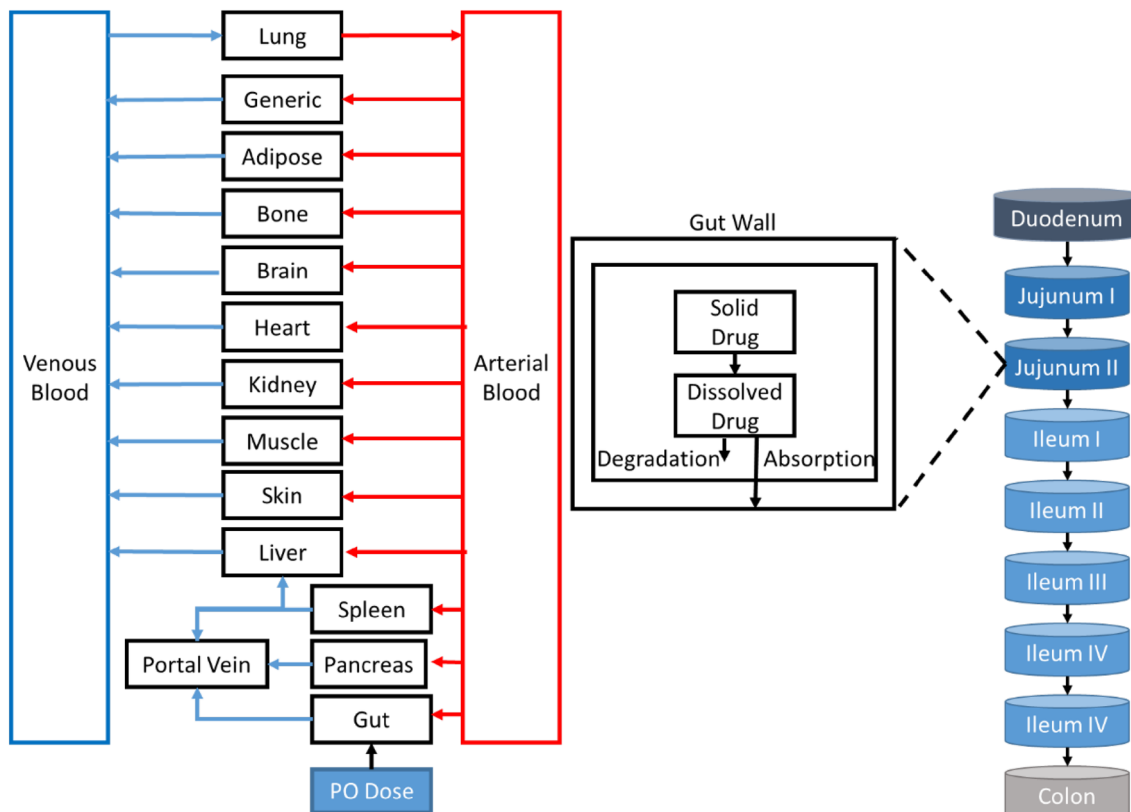 Lung
Generic
Adipose
Bone
Brain
Heart
Kidney
Muscle
Skin
Liver
Spleen
Pancreas
Portal Vein
Gut
PO Dose
Venous
Blood
Arterial
Blood
Gut Wall
Solid
Drug
Dissolved
Drug
Degradation
Absorption
Duodenum
Jujunum I
Jujunum II
Ileum I
Ileum II
Ileum III
Ileum IV
Ileum IV
Colon